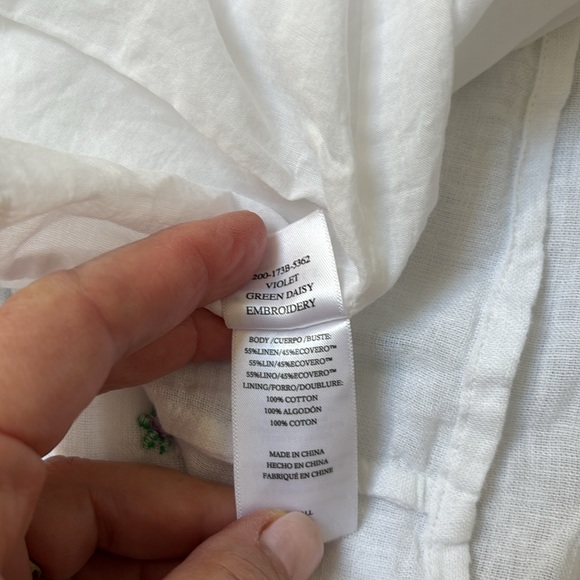 200-173B-5362
VIOLET
GREEN DAISY
EMBROIDERY
BODY /CUERPO /BUSTE:
55%LINEN/45%ECOVERO™
55%LIN/45%ECOVERO™
55%LINO/45%ECOVERO™
LINING/FORRO/DOUBLURE:
100% COTTON
100% ALGODÓN
100% COTON
MADE IN CHINA
HECHO EN CHINA
FABRIQUÉ EN CHINE